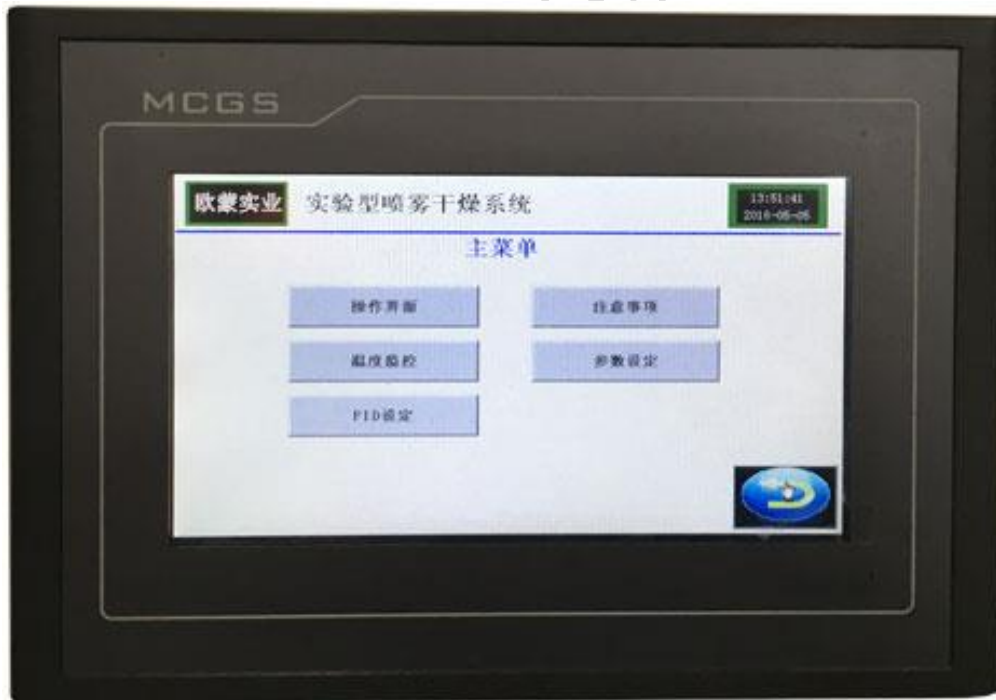 MCGS
欧蒙实业 实验型喷雾干燥系统
13:51:41
2016-05-05
主菜单
操作界面 注意事项
温度监控 参数设定
PID设定